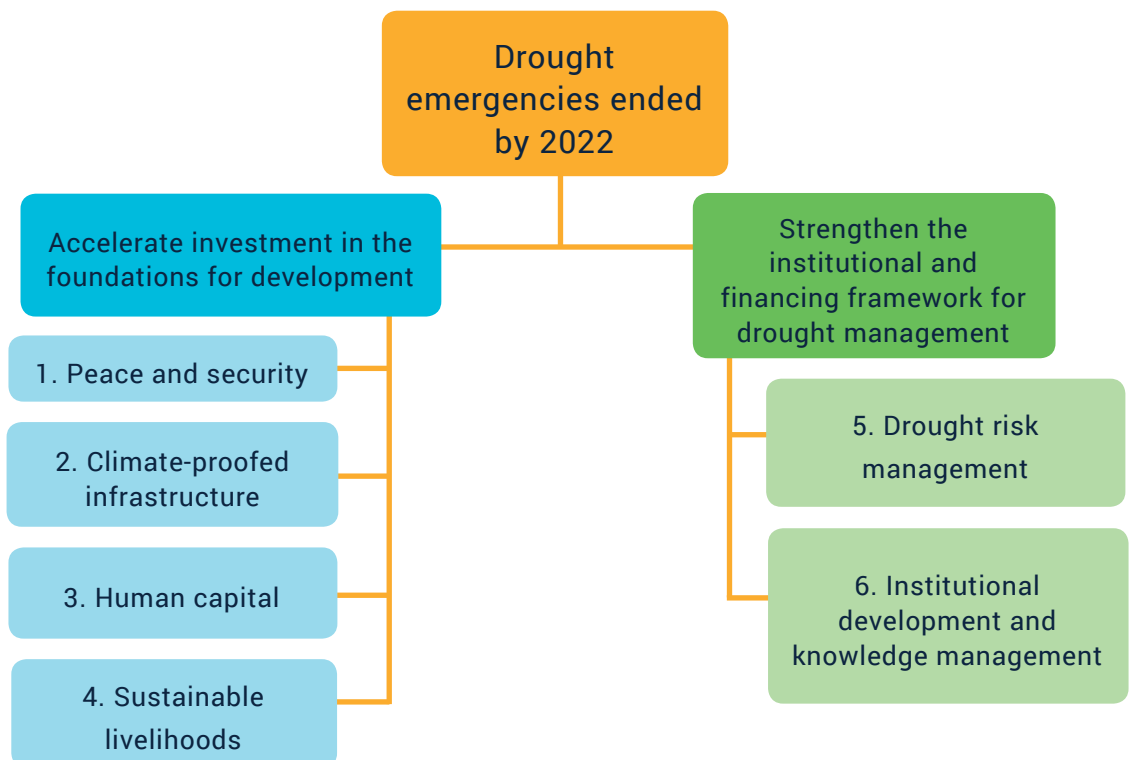 Drought
emergencies ended
by 2022
Accelerate investment in the
foundations for development
1. Peace and security
2. Climate-proofed
infrastructure
3. Human capital
4. Sustainable
livelihoods
Strengthen the
institutional and
financing framework for
drought management
5. Drought risk
management
6. Institutional
development and
knowledge management